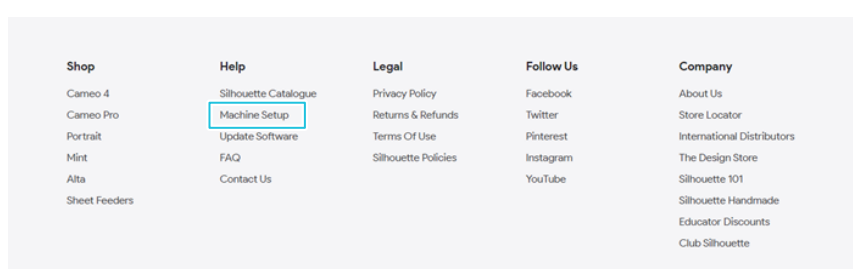 Shop
Cameo 4
Cameo Pro
Portrait
Mint
Alta
Sheet Feeders
Help
Silhouette Catalogue
Machine Setup
Update Software
FAQ
Contact Us
Legal
Privacy Policy
Returns & Refunds
Terms Of Use
Silhouette Policies
Follow Us
Facebook
Twitter
Pinterest
Instagram
YouTube
Company
About Us
Store Locator
International Distributors
The Design Store
Silhouette 101
Silhouette Handmade
Educator Discounts
Club Silhouette